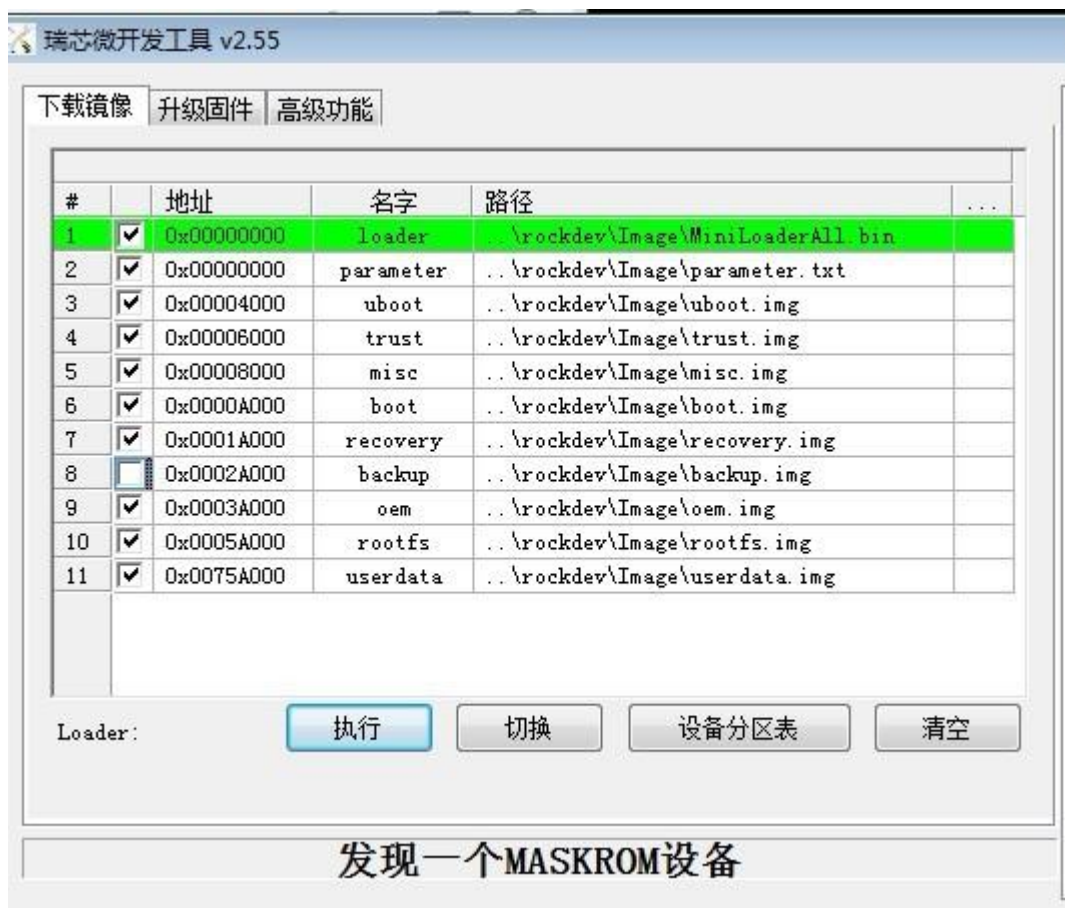 瑞芯微开发工具 v2.55
下载镜像 升级固件 高级功能
# 地址 名字 路径 ...
1 0x00000000 loader ..\rockdev\Image\MiniLoaderAll.bin
2 0x00000000 parameter ..\rockdev\Image\parameter.txt
3 0x00004000 uboot ..\rockdev\Image\uboot.img
4 0x00006000 trust ..\rockdev\Image\trust.img
5 0x00008000 misc ..\rockdev\Image\misc.img
6 0x0000A000 boot ..\rockdev\Image\boot.img
7 0x0001A000 recovery ..\rockdev\Image\recovery.img
8 0x0002A000 backup ..\rockdev\Image\backup.img
9 0x0003A000 oem ..\rockdev\Image\oem.img
10 0x0005A000 rootfs ..\rockdev\Image\rootfs.img
11 0x0075A000 userdata ..\rockdev\Image\userdata.img
Loader: 执行 切换 设备分区表 清空
发现一个MASKROM设备